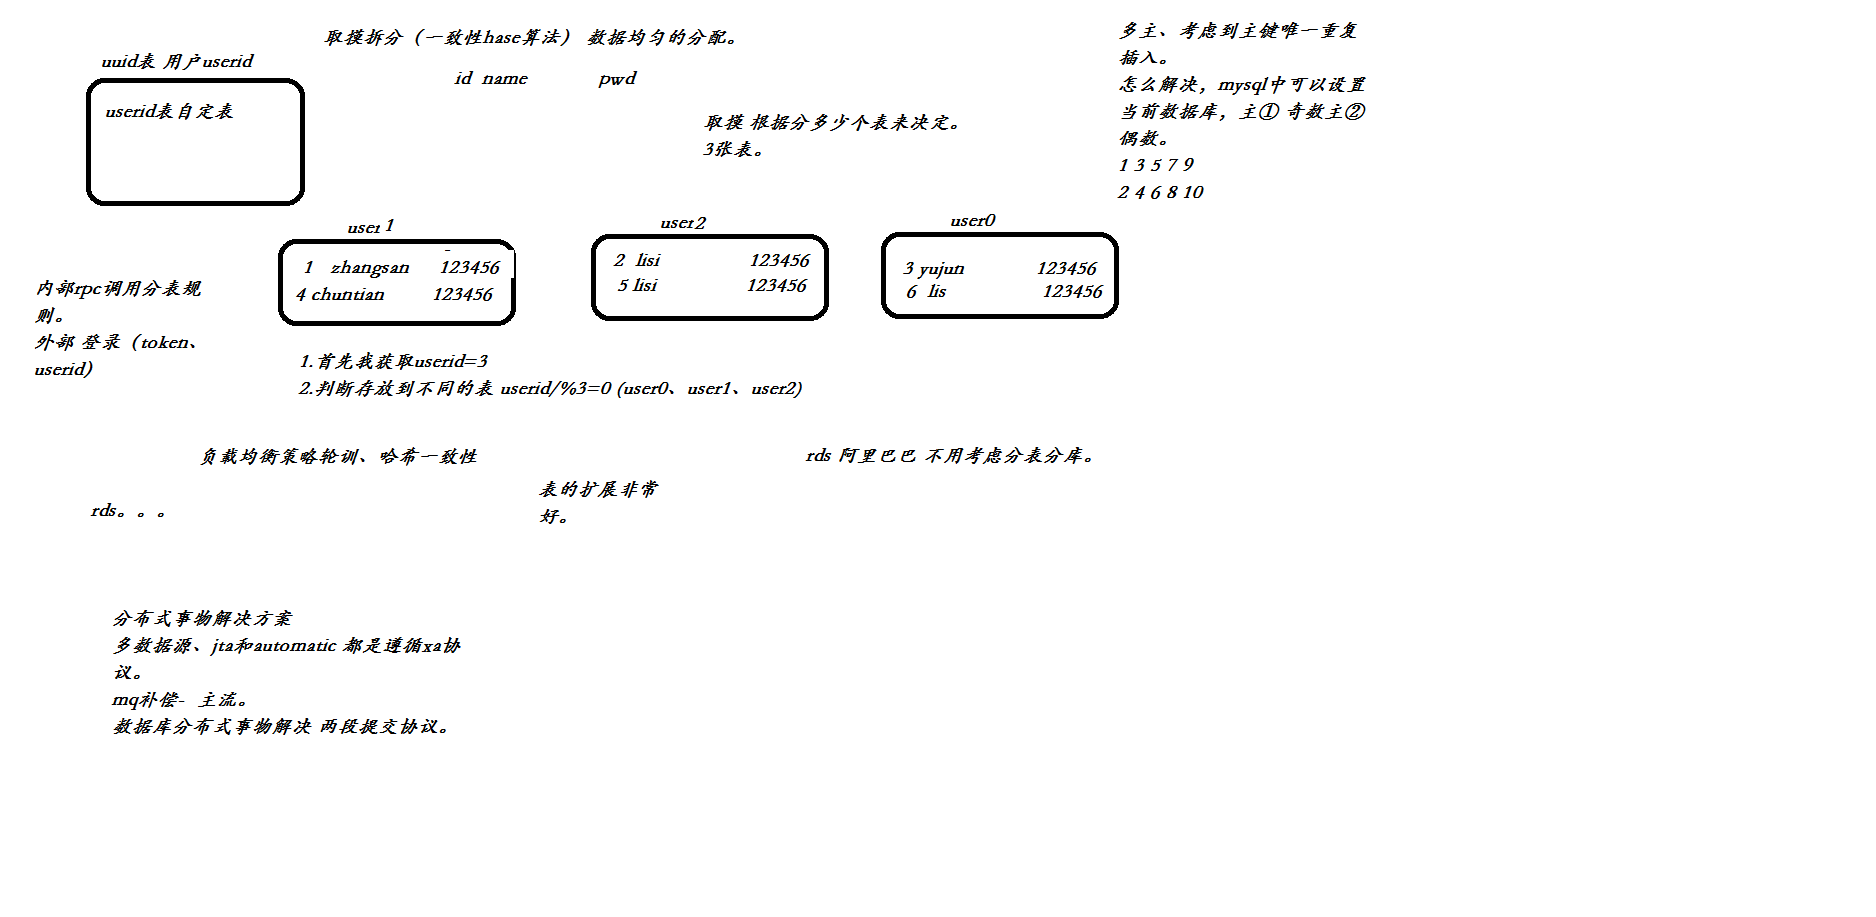 取摸拆分（一致性hase算法） 数据均匀的分配。
id name pwd
uuid表 用户userid
userid表自定表
取摸 根据分多少个表来决定。
3张表。
多主、考虑到主键唯一重复
插入。
怎么解决，mysql中可以设置
当前数据库，主① 奇数主②
偶数。
1 3 5 7 9
2 4 6 8 10
user 1
1 zhangsan 123456
4 chuntian 123456
user2
2 lisi 123456
5 lisi 123456
user0
3 yujun 123456
6 lis 123456
内部rpc调用分表规
则。
外部 登录（token、
userid）
1.首先我获取userid=3
2.判断存放到不同的表 userid/%3=0 (user0、user1、user2)
负载均衡策略轮训、哈希一致性
rds 阿里巴巴 不用考虑分表分库。
表的扩展非常
好。
rds。。。
分布式事物解决方案
多数据源、jta和automatic 都是遵循xa协
议。
mq补偿- 主流。
数据库分布式事物解决 两段提交协议。